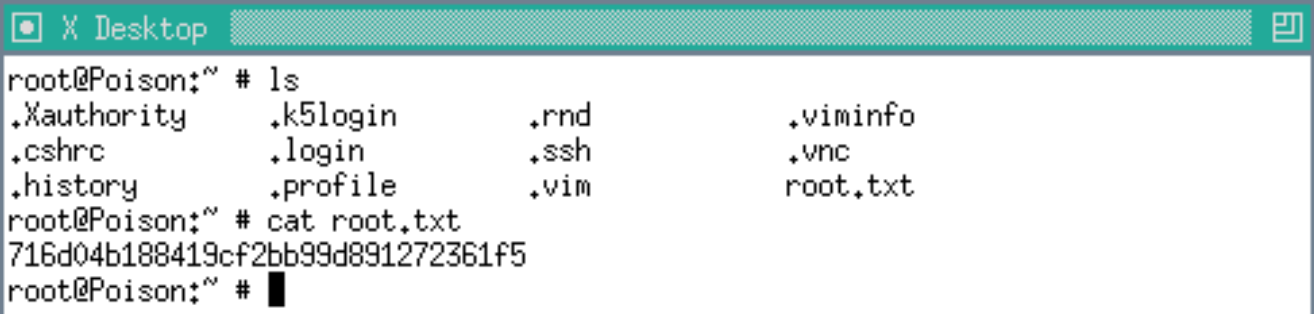 X Desktop
root@Poison:~ # ls
.Xauthority .k5login .rnd .viminfo
.cshrc .login .ssh .vnc
.history .profile .vim root.txt
root@Poison:~ # cat root.txt
716d04b188419cf2bb99d891272361f5
root@Poison:~ #